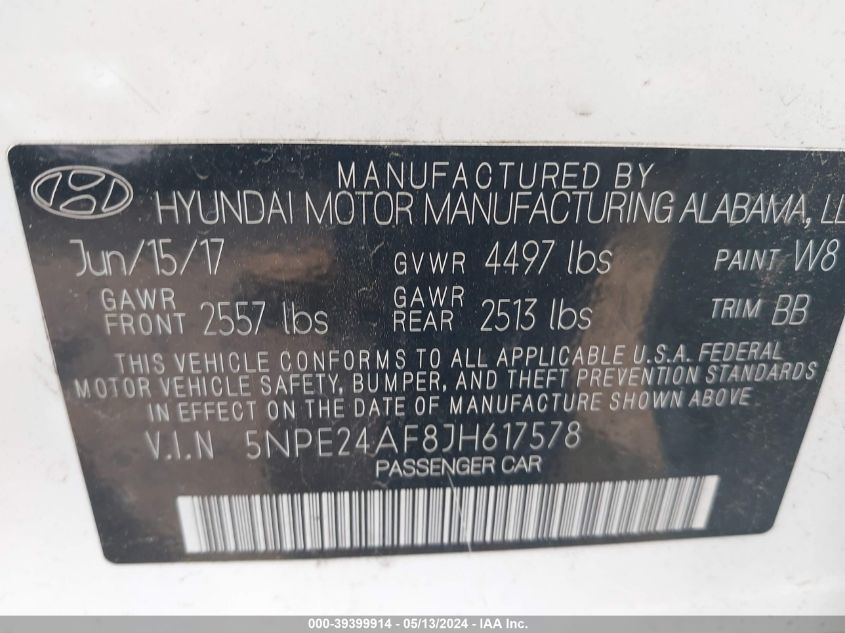 MANUFACTURED BY
HYUNDAI MOTOR MANUFACTURING ALABAMA, LL
Jun/15/17 GVWR 4497 lbs PAINT W8
GAWR FRONT 2557 lbs GAWR REAR 2513 lbs TRIM BB
THIS VEHICLE CONFORMS TO ALL APPLICABLE U.S.A. FEDERAL
MOTOR VEHICLE SAFETY, BUMPER, AND THEFT PREVENTION STANDARDS
IN EFFECT ON THE DATE OF MANUFACTURE SHOWN ABOVE
V.I.N 5NPE24AF8JH617578
PASSENGER CAR
000-39399914 - 05/13/2024 - IAA Inc.